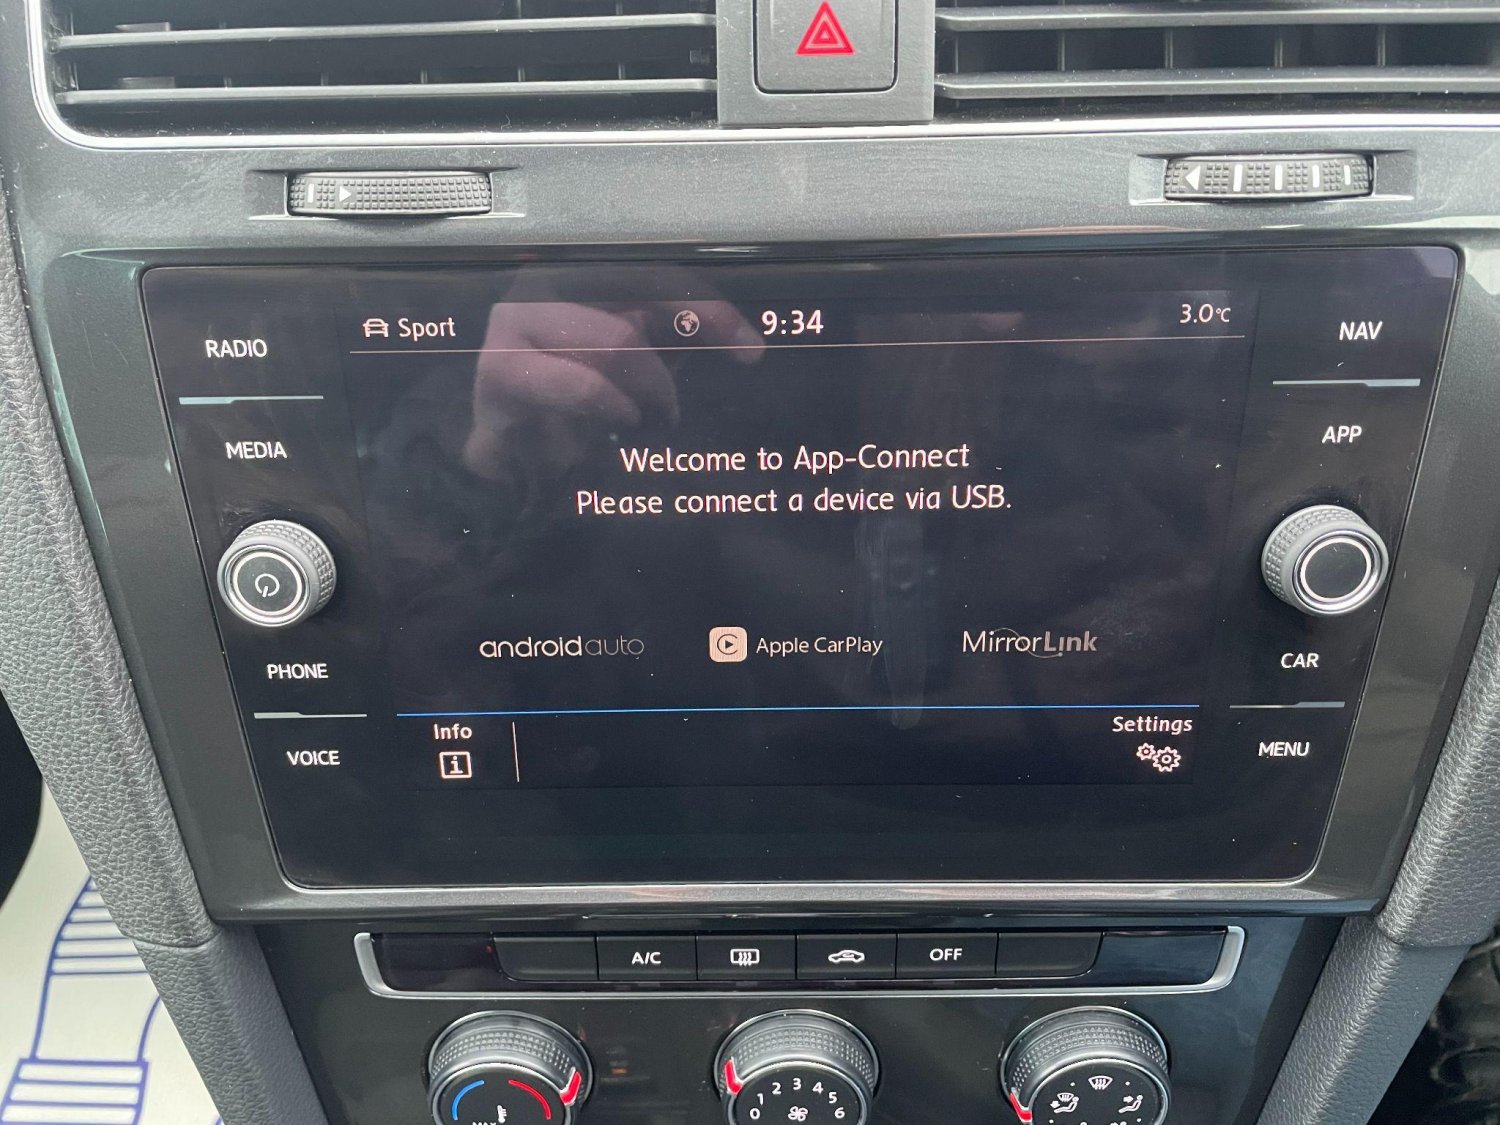 Sport 9:34 3.0°C
RADIO
NAV
MEDIA
APP
Welcome to App-Connect
Please connect a device via USB.
androidauto Apple CarPlay MirrorLink
PHONE
CAR
Info
Settings
VOICE
MENU
A/C OFF
0 1 2 3 4 5 6